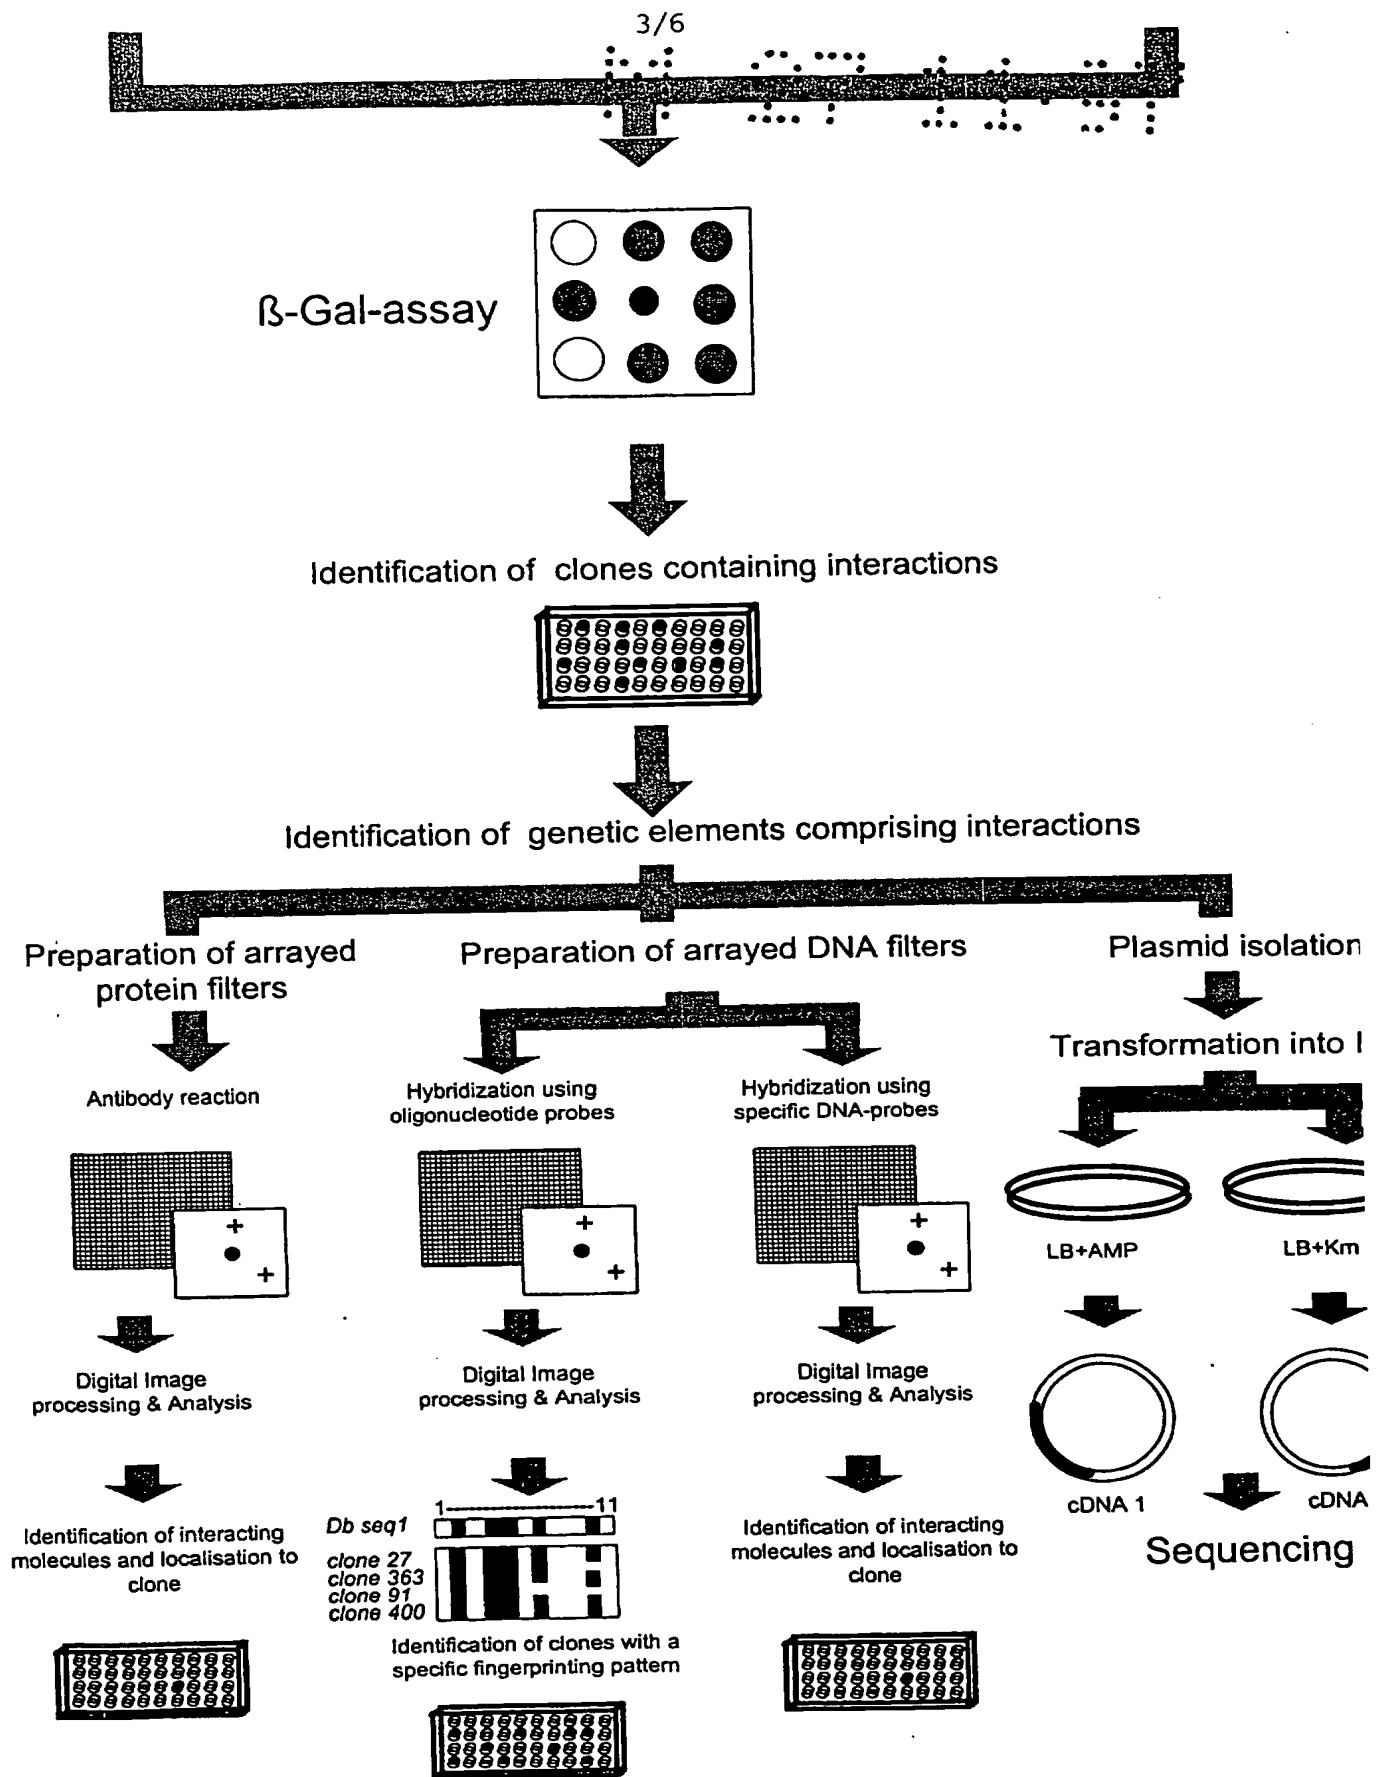 3/6
ß-Gal-assay
Identification of clones containing interactions
Identification of genetic elements comprising interactions
Preparation of arrayed
protein filters
Preparation of arrayed DNA filters
Plasmid isolation
Transformation into
Antibody reaction
Hybridization using
oligonucleotide probes
Hybridization using
specific DNA-probes
LB+AMP
LB+Km
Digital Image
processing & Analysis
Digital Image
processing & Analysis
Digital Image
processing & Analysis
cDNA 1
cDNA
Sequencing
Identification of interacting
molecules and localisation to
clone
1--------------------11
Db seq1
clone 27
clone 363
clone 91
clone 400
Identification of clones with a
specific fingerprinting pattern
Identification of interacting
molecules and localisation to
clone